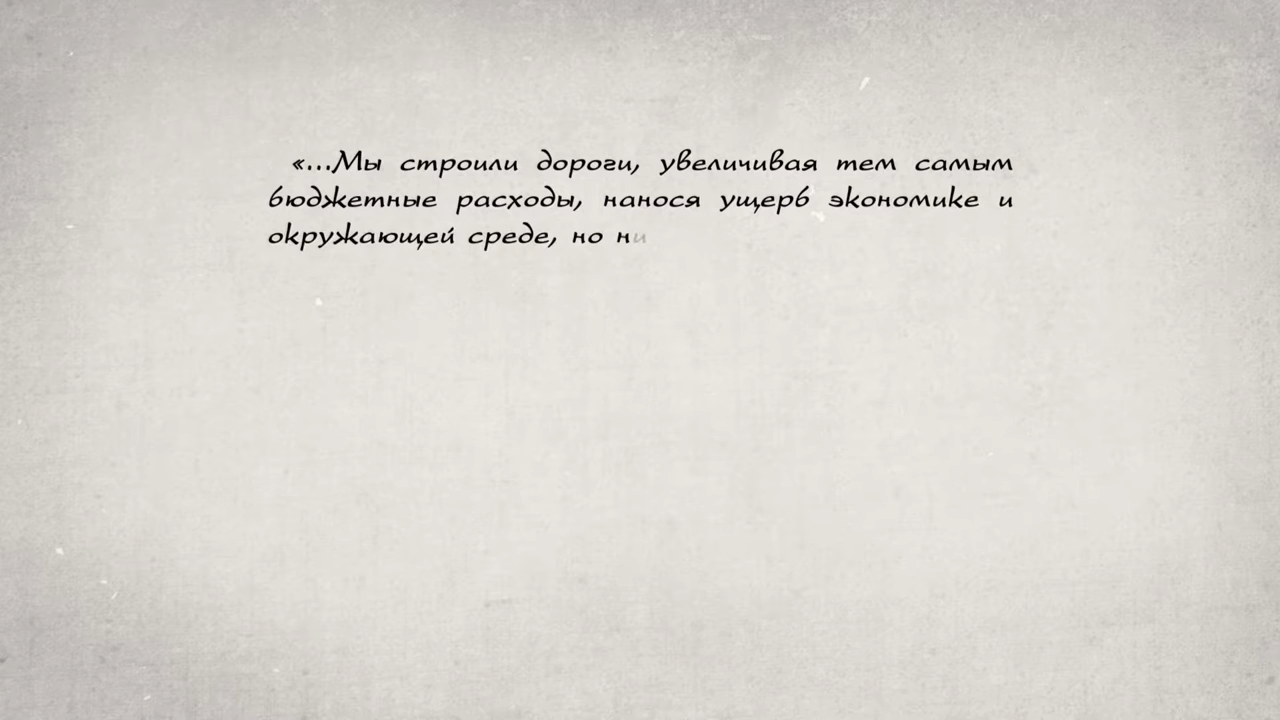 «...Мы строили дороги, увеличивая тем самым
бюджетные расходы, нанося ущерб экономике и
окружающей среде, но ни